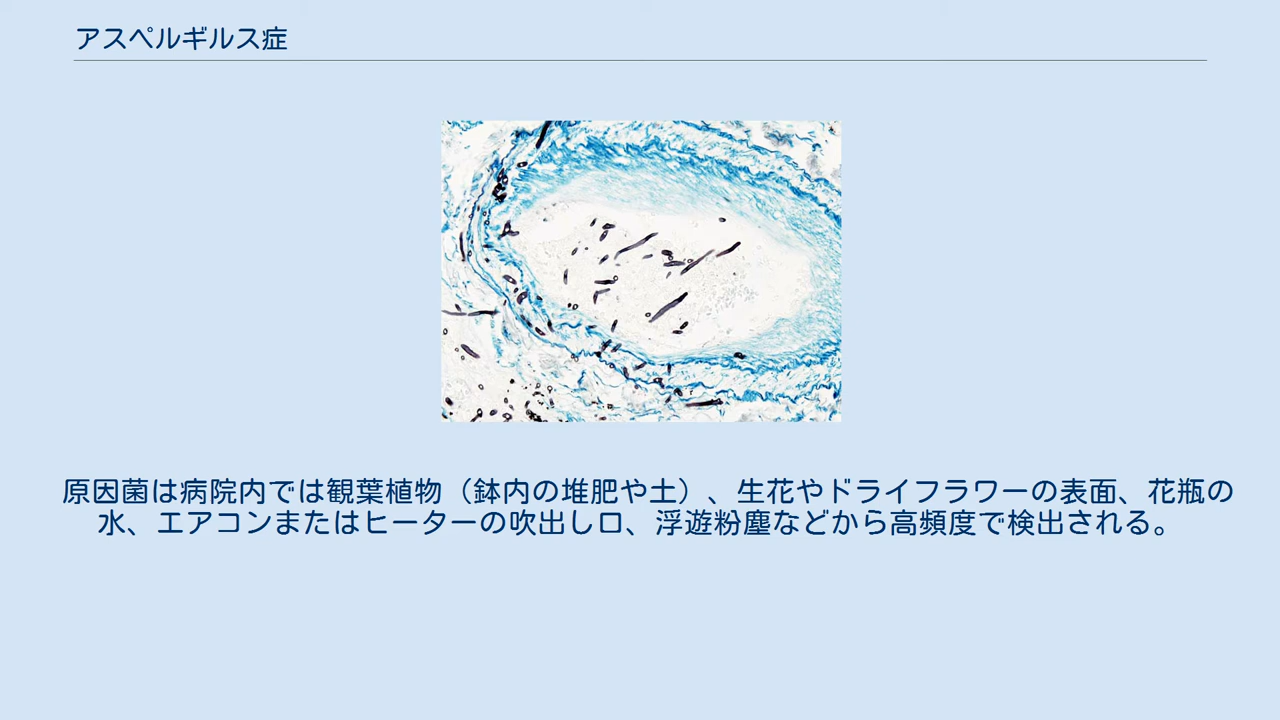 アスペルギルス症
原因菌は病院内では観葉植物（鉢内の堆肥や土）、生花やドライフラワーの表面、花瓶の
水、エアコンまたはヒーターの吹出し口、浮遊粉塵などから高頻度で検出される。